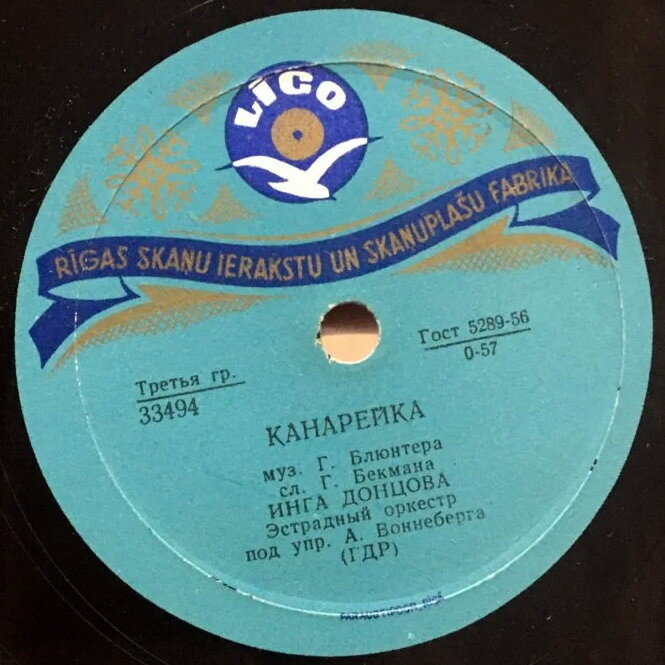 LĪGO
RĪGAS SKAŅU IERAKSTU UN SKAŅUPLAŠU FABRIKA
Гост 5289-56
0-57
Третья гр.
33494
КАНАРЕЙКА
муз. Г. Блюнтера
сл. Г. Бекмана
ИНГА ДОНЦОВА
Эстрадный оркестр
под упр. А. Воннеберга
(ГДР)